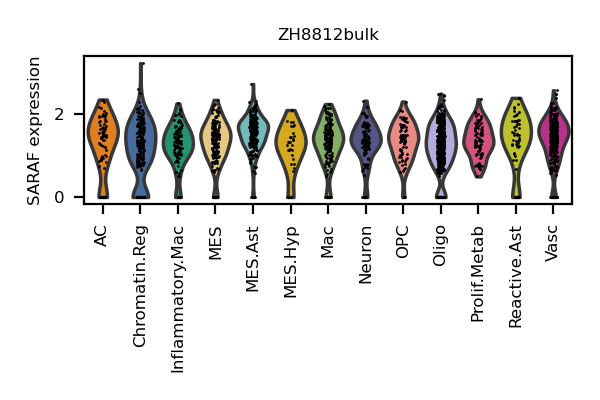 ZH8812bulk
SARAF expression
2
0
AC
Chromatin.Reg
Inflammatory.Mac
MES
MES.Ast
MES.Hyp
Mac
Neuron
OPC
Oligo
Prolif.Metab
Reactive.Ast
Vasc